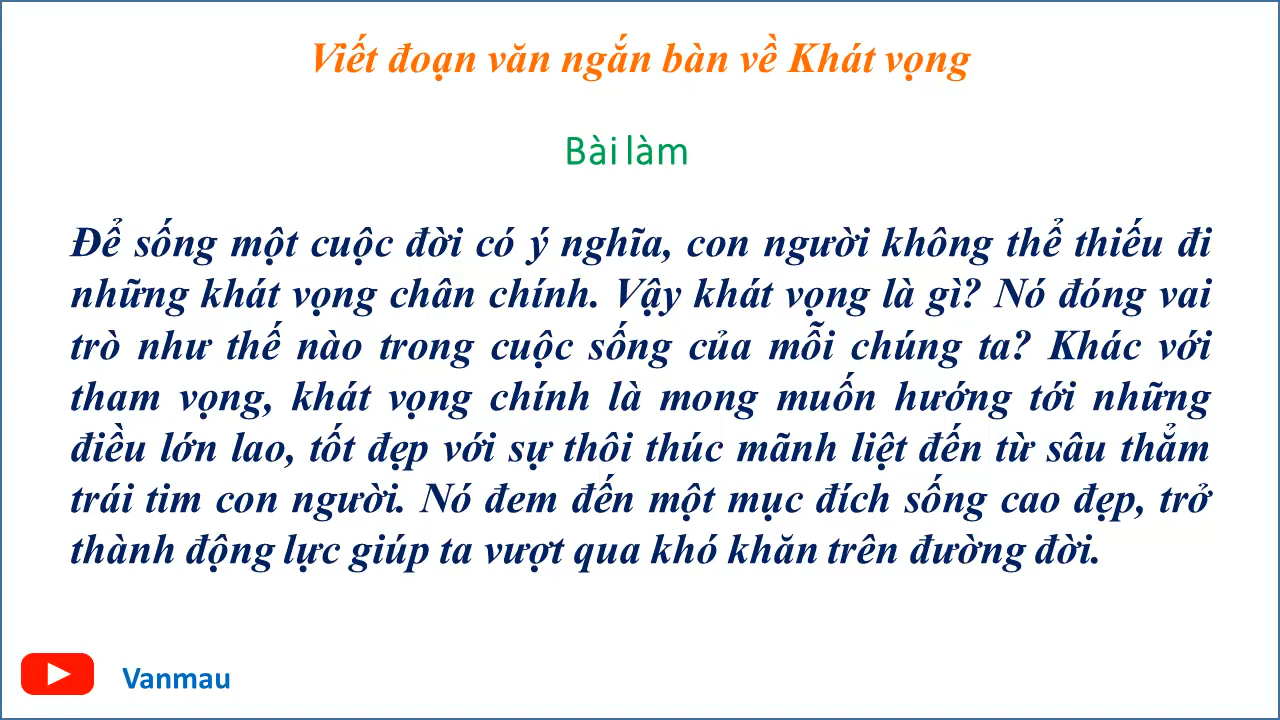 Viết đoạn văn ngắn bàn về Khát vọng
Bài làm
Để sống một cuộc đời có ý nghĩa, con người không thể thiếu đi
những khát vọng chân chính. Vậy khát vọng là gì? Nó đóng vai
trò như thế nào trong cuộc sống của mỗi chúng ta? Khác với
tham vọng, khát vọng chính là mong muốn hướng tới những
điều lớn lao, tốt đẹp với sự thôi thúc mãnh liệt đến từ sâu thẳm
trái tim con người. Nó đem đến một mục đích sống cao đẹp, trở
thành động lực giúp ta vượt qua khó khăn trên đường đời.
Vanmau